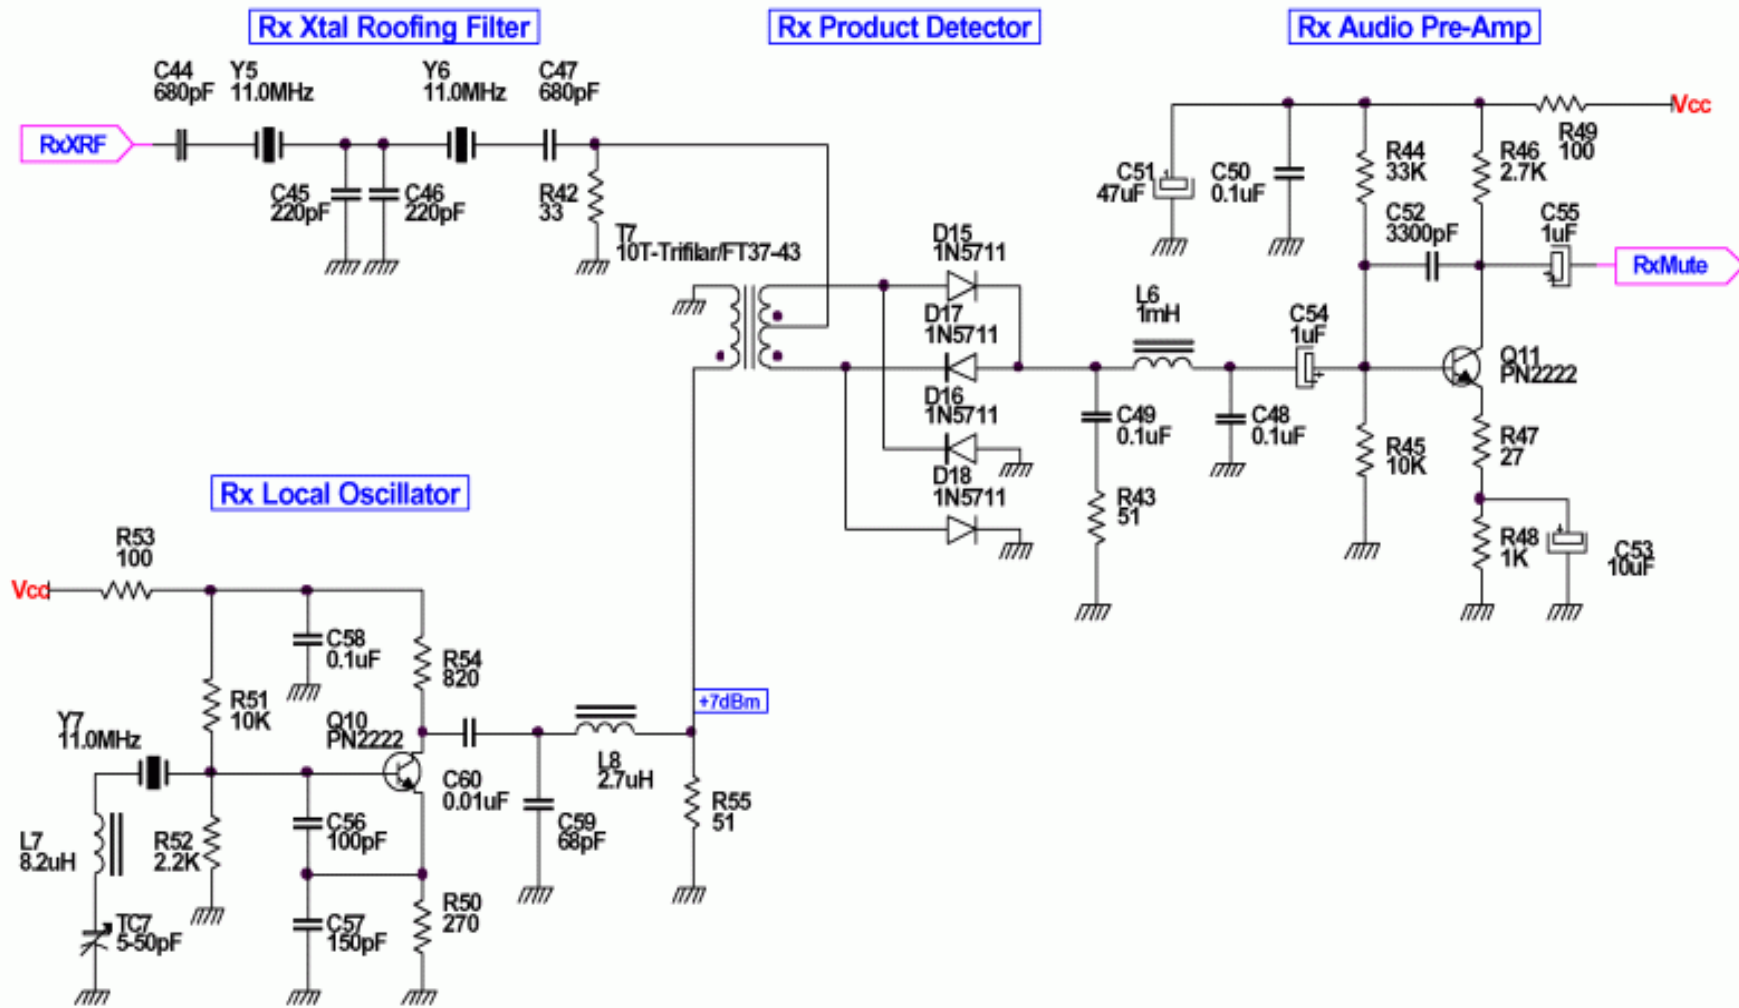 Rx Xtal Roofing Filter
Rx Product Detector
Rx Audio Pre-Amp
C44
680pF
Y5
11.0MHz
Y6
11.0MHz
C47
680pF
RxXRF
C45
220pF
C46
220pF
R42
33
T7
10T-Trifilar/FT37-43
D15
1N5711
D17
1N5711
D16
1N5711
D18
1N5711
L6
1mH
C49
0.1uF
R43
51
C48
0.1uF
C54
1uF
C51
47uF
C50
0.1uF
R44
33K
R46
2.7K
R49
100
Vcc
C52
3300pF
C55
1uF
RxMute
Q11
PN2222
R45
10K
R47
27
R48
1K
C53
10uF
Rx Local Oscillator
R53
100
Vcc
C58
0.1uF
R54
820
R51
10K
Y7
11.0MHz
Q10
PN2222
C60
0.01uF
+7dBm
L8
2.7uH
C59
68pF
R55
51
L7
8.2uH
R52
2.2K
C56
100pF
TC7
5-50pF
C57
150pF
R50
270